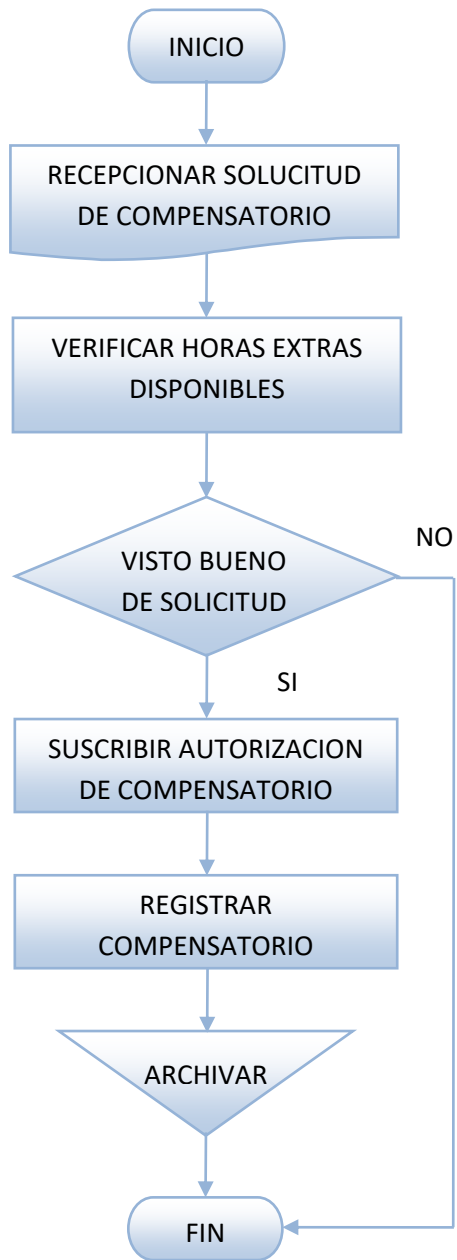 INICIO
RECEPCIONAR SOLUCITUD
DE COMPENSATORIO
VERIFICAR HORAS EXTRAS
DISPONIBLES
VISTO BUENO
DE SOLICITUD
NO
SI
SUSCRIBIR AUTORIZACION
DE COMPENSATORIO
REGISTRAR
COMPENSATORIO
ARCHIVAR
FIN